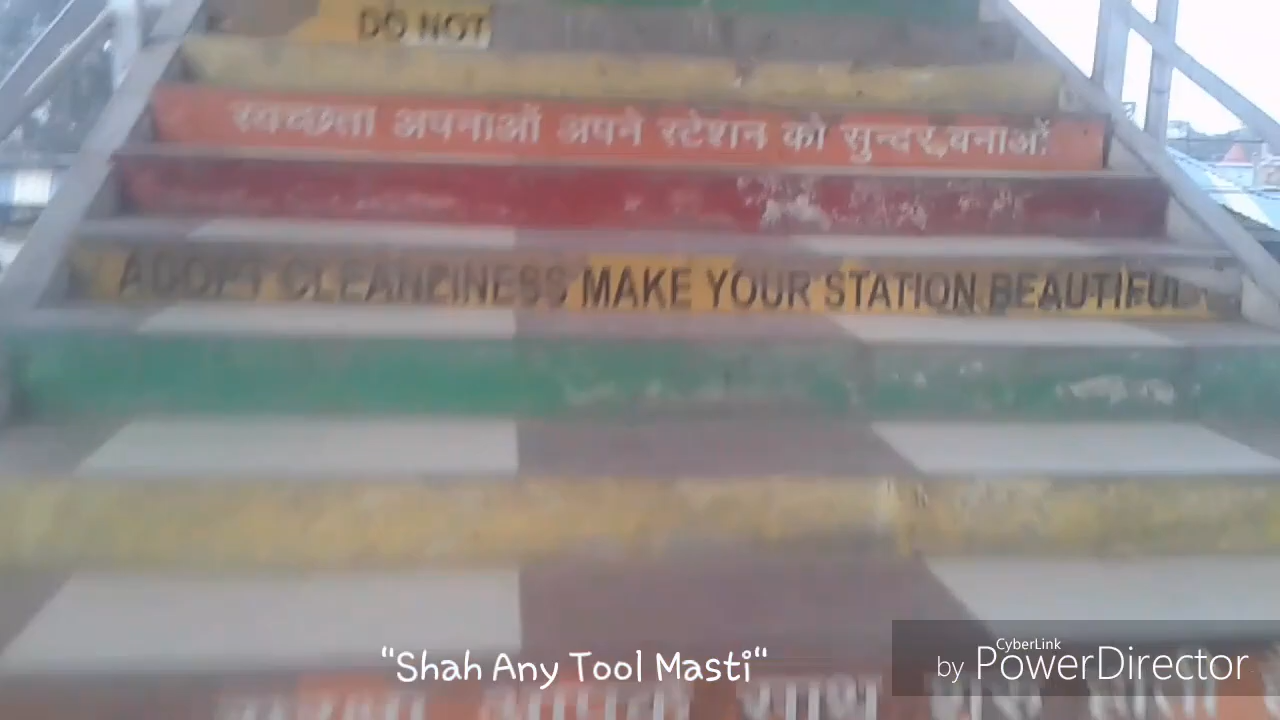 DO NOT
स्वच्छता अपनाओं अपने स्टेशन को सुन्दर बनाओं
ADOPT CLEANEINESS MAKE YOUR STATION BEAUTIFUL
"Shah Any Tool Masti"
CyberLink
by PowerDirector